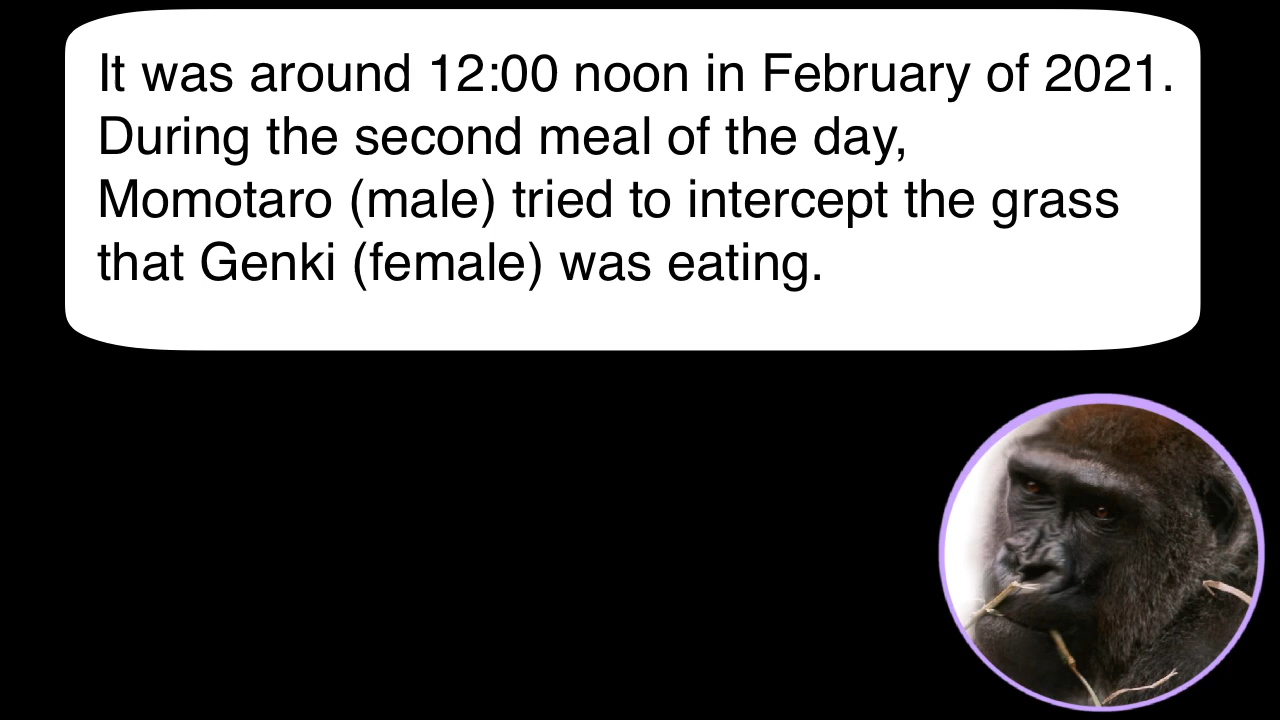 It was around 12:00 noon in February of 2021.
During the second meal of the day,
Momotaro (male) tried to intercept the grass
that Genki (female) was eating.